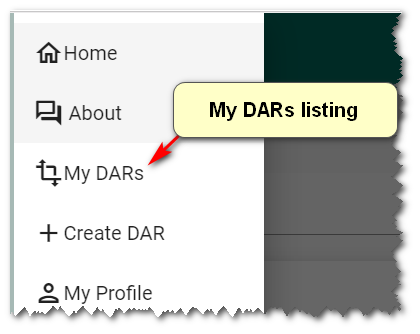 Home
About
My DARs listing
My DARs
Create DAR
My Profile